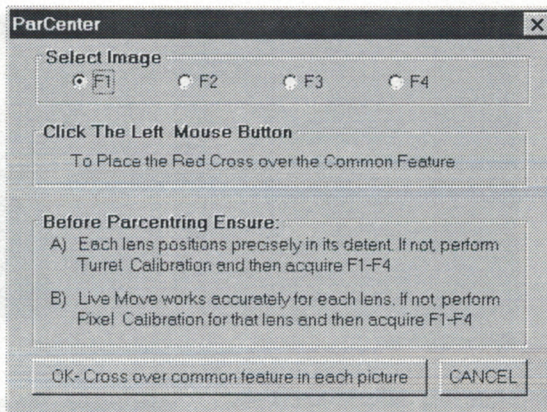 ParCenter
Select Image
F1 F2 F3 F4
Click The Left Mouse Button
To Place the Red Cross over the Common Feature
Before Parcentring Ensure:
A) Each lens positions precisely in its detent. If not, perform
Turret Calibration and then acquire F1-F4
B) Live Move works accurately for each lens. If not, perform
Pixel Calibration for that lens and then acquire F1-F4
OK- Cross over common feature in each picture CANCEL